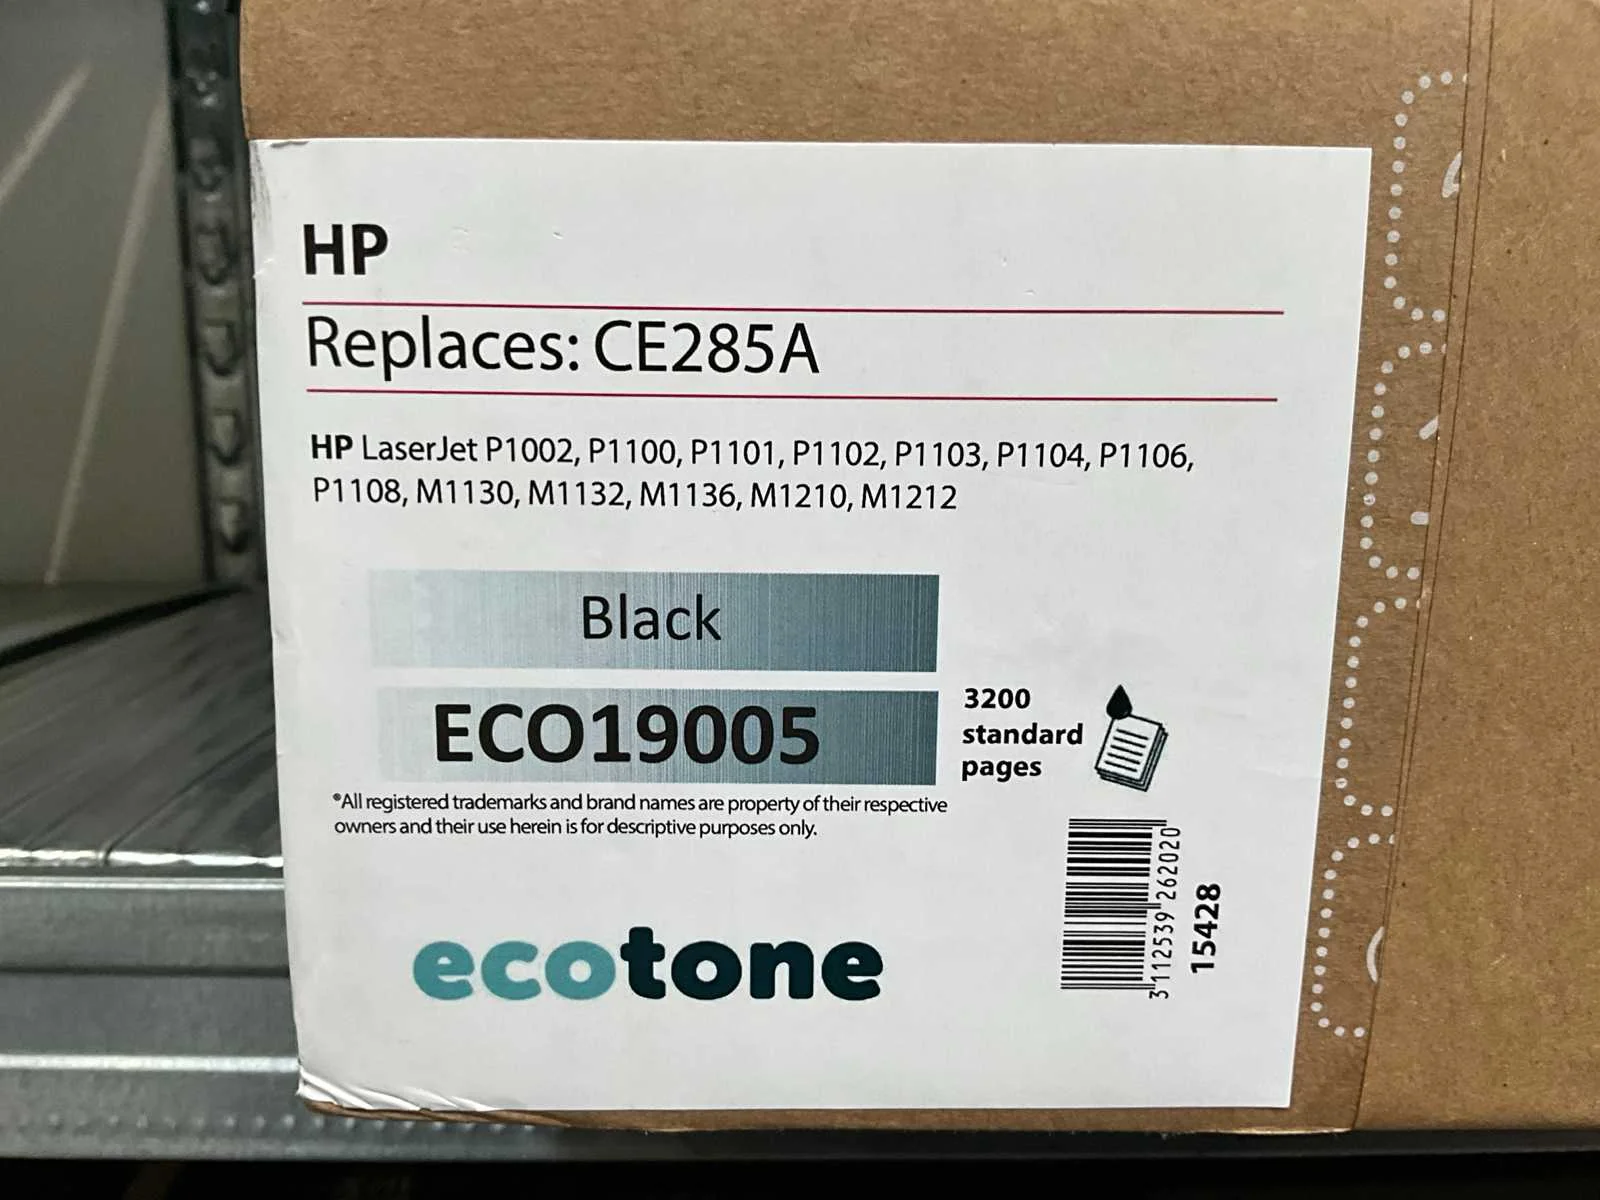 HP
Replaces: CE285A
HP LaserJet P1002, P1100, P1101, P1102, P1103, P1104, P1106,
P1108, M1130, M1132, M1136, M1210, M1212
Black
ECO19005
3200
standard
pages
*All registered trademarks and brand names are property of their respective
owners and their use herein is for descriptive purposes only.
ecotone
3 112539 262020
15428